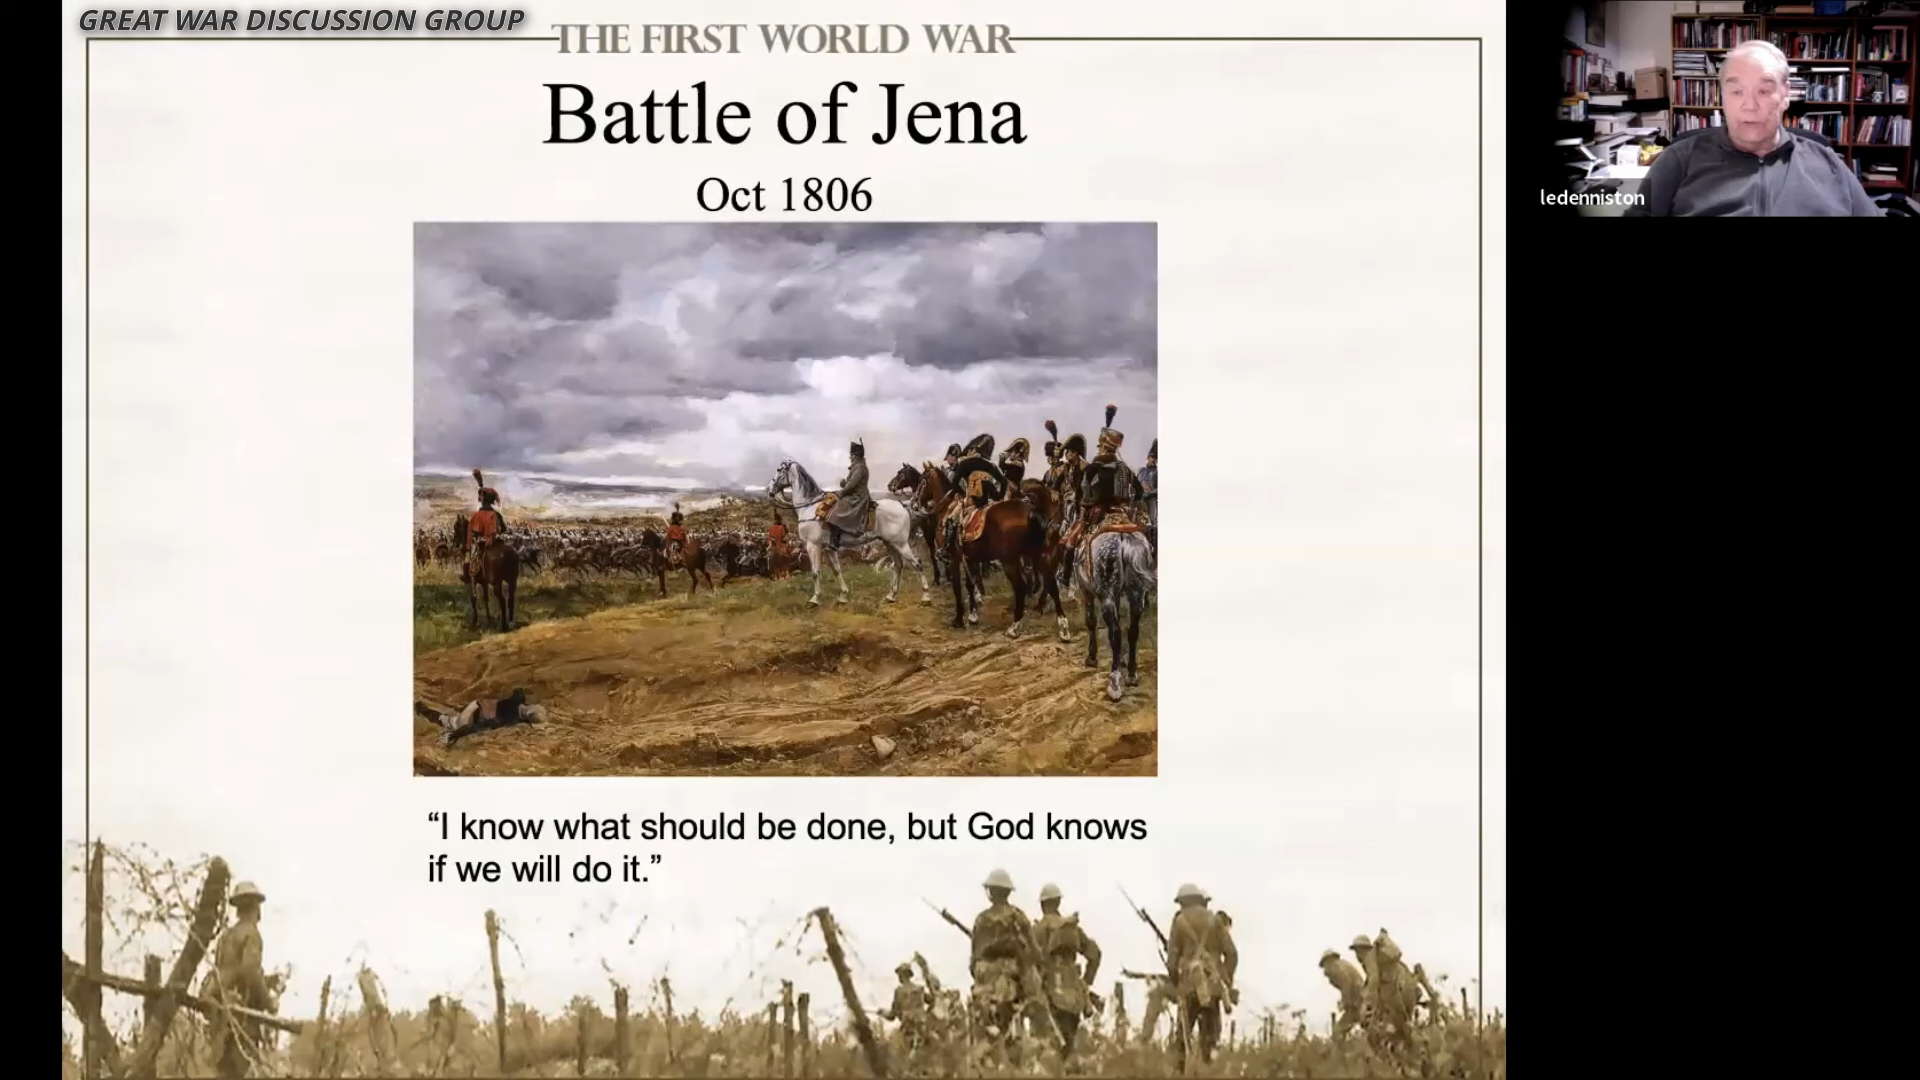 GREAT WAR DISCUSSION GROUP
THE FIRST WORLD WAR
Battle of Jena
Oct 1806
“I know what should be done, but God knows
if we will do it.”
ledenniston